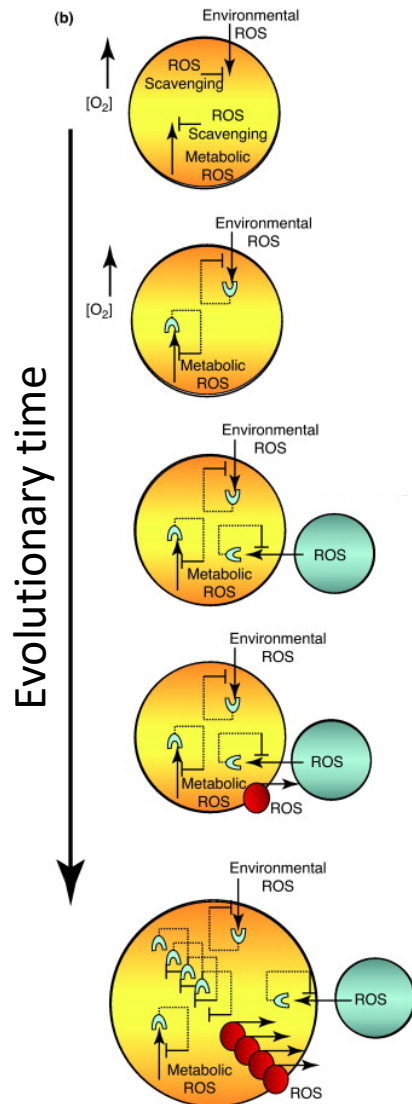 (b)
Environmental
ROS
[O₂]
ROS
Scavenging
ROS
Scavenging
Metabolic
ROS
Environmental
ROS
[O₂]
Metabolic
ROS
Evolutionary time
Environmental
ROS
ROS
Metabolic
ROS
Environmental
ROS
ROS
Metabolic
ROS
ROS
Environmental
ROS
ROS
Metabolic
ROS
ROS